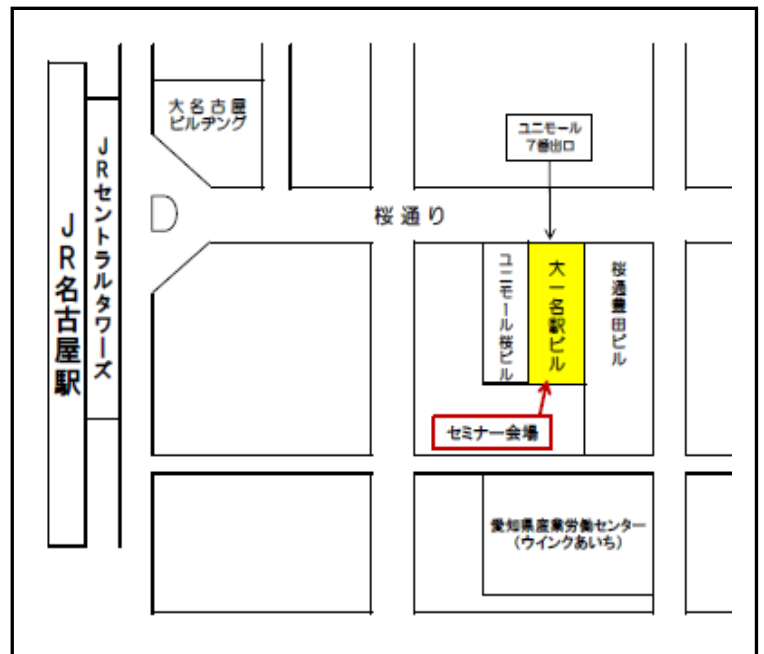 大名古屋
ビルヂング
ユニモール
7番出口
JRセントラルタワーズ
JR名古屋駅
桜通り
ユニモール桜ビル
大一名駅ビル
桜通豊田ビル
セミナー会場
愛知県産業労働センター
(ウインクあいち)